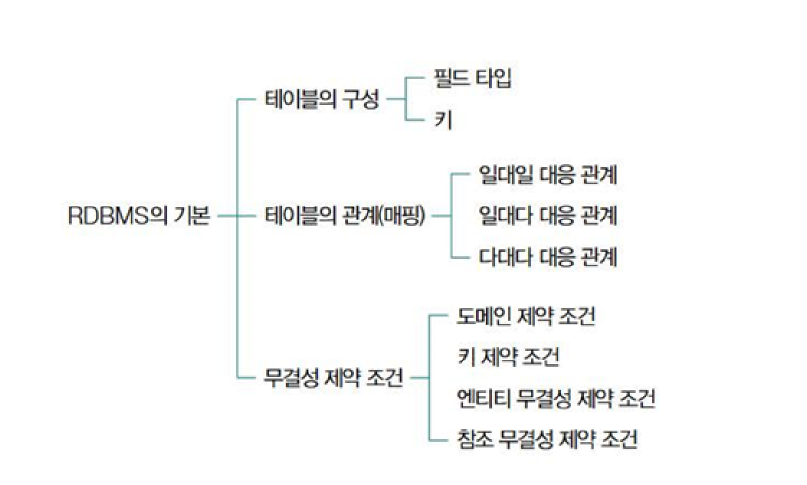 RDBMS의 기본
테이블의 구성
필드 타입
키
테이블의 관계(매핑)
일대일 대응 관계
일대다 대응 관계
다대다 대응 관계
무결성 제약 조건
도메인 제약 조건
키 제약 조건
엔티티 무결성 제약 조건
참조 무결성 제약 조건